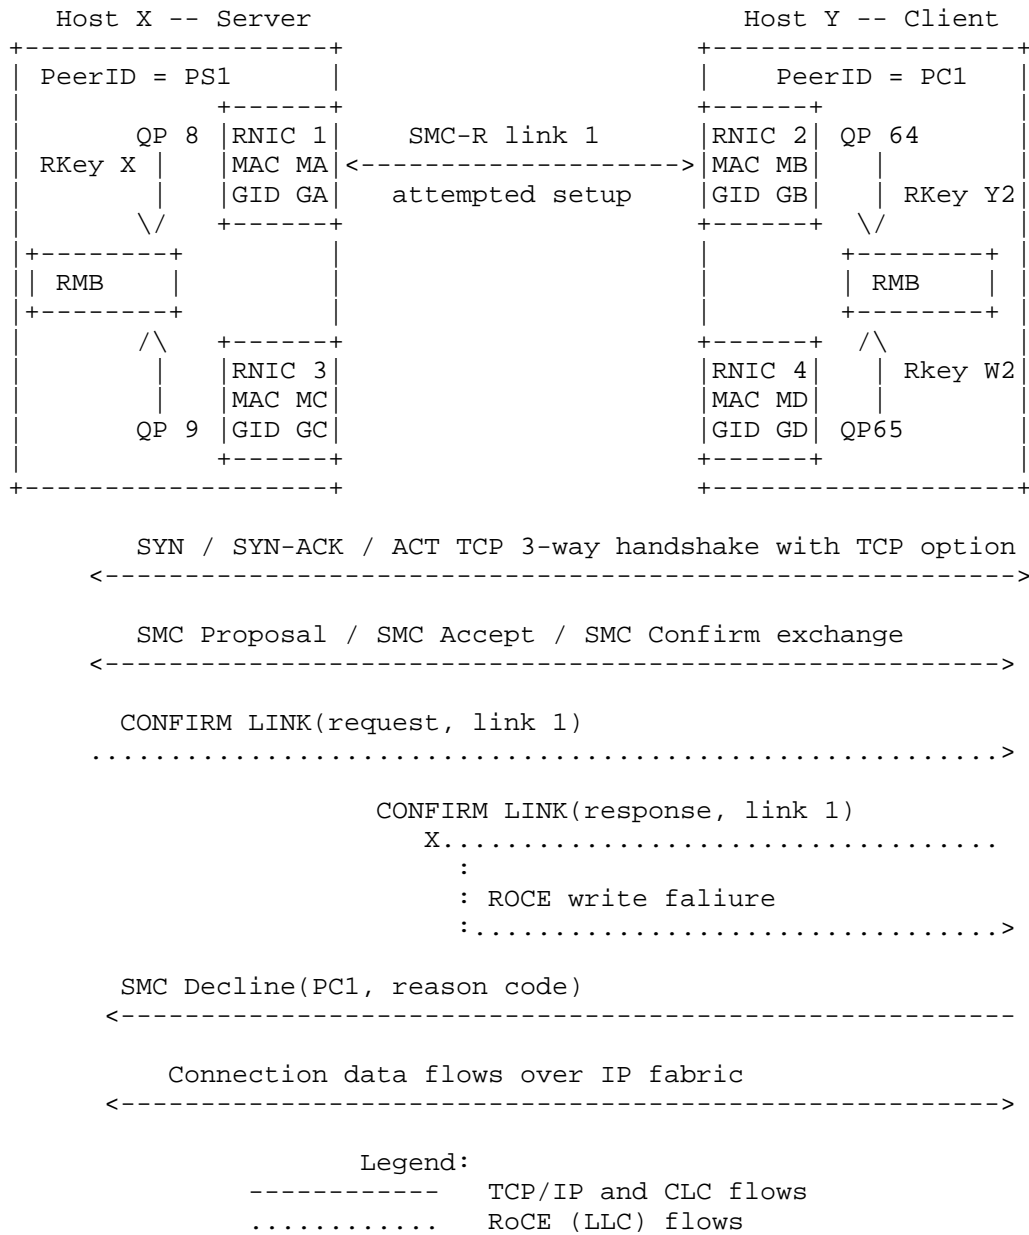 Host X -- Server Host Y -- Client
PeerID = PS1 PeerID = PC1
QP 8 RNIC 1 SMC-R link 1 RNIC 2 QP 64
RKey X MAC MA MAC MB
GID GA attempted setup GID GB RKey Y2
RMB RMB
RNIC 3 RNIC 4 Rkey W2
MAC MC MAC MD
QP 9 GID GC GID GD QP65
SYN / SYN-ACK / ACT TCP 3-way handshake with TCP option
SMC Proposal / SMC Accept / SMC Confirm exchange
CONFIRM LINK(request, link 1)
CONFIRM LINK(response, link 1)
X
ROCE write faliure
SMC Decline(PC1, reason code)
Connection data flows over IP fabric
Legend:
------------ TCP/IP and CLC flows
............ RoCE (LLC) flows